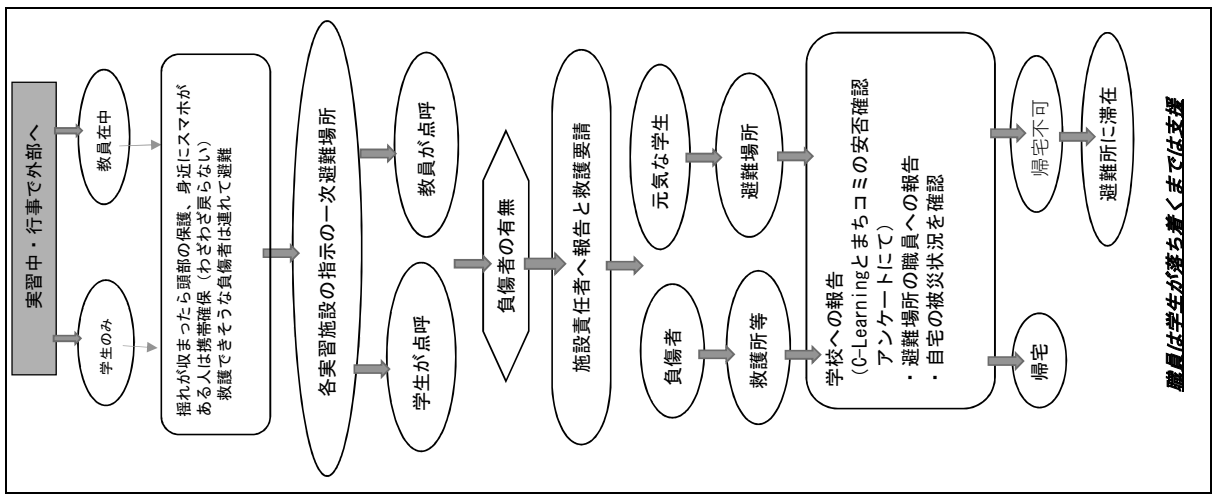 実習中・行事で外部へ
学生のみ
教員在中
揺れが収まったら頭部の保護、身近にスマホが
ある人は携帯確保（わざわざ戻らない）
救護できそうな負傷者は連れて避難
各実習施設の指示の一次避難場所
学生が点呼
教員が点呼
負傷者の有無
施設責任者へ報告と救護要請
負傷者
元気な学生
救護所等
避難場所
学校への報告
（C-Learningとまちコミの安否確認
アンケートにて）
・避難場所の職員への報告
・自宅の被災状況を確認
帰宅
帰宅不可
避難所に滞在
職員は学生が落ち着くまでは支援